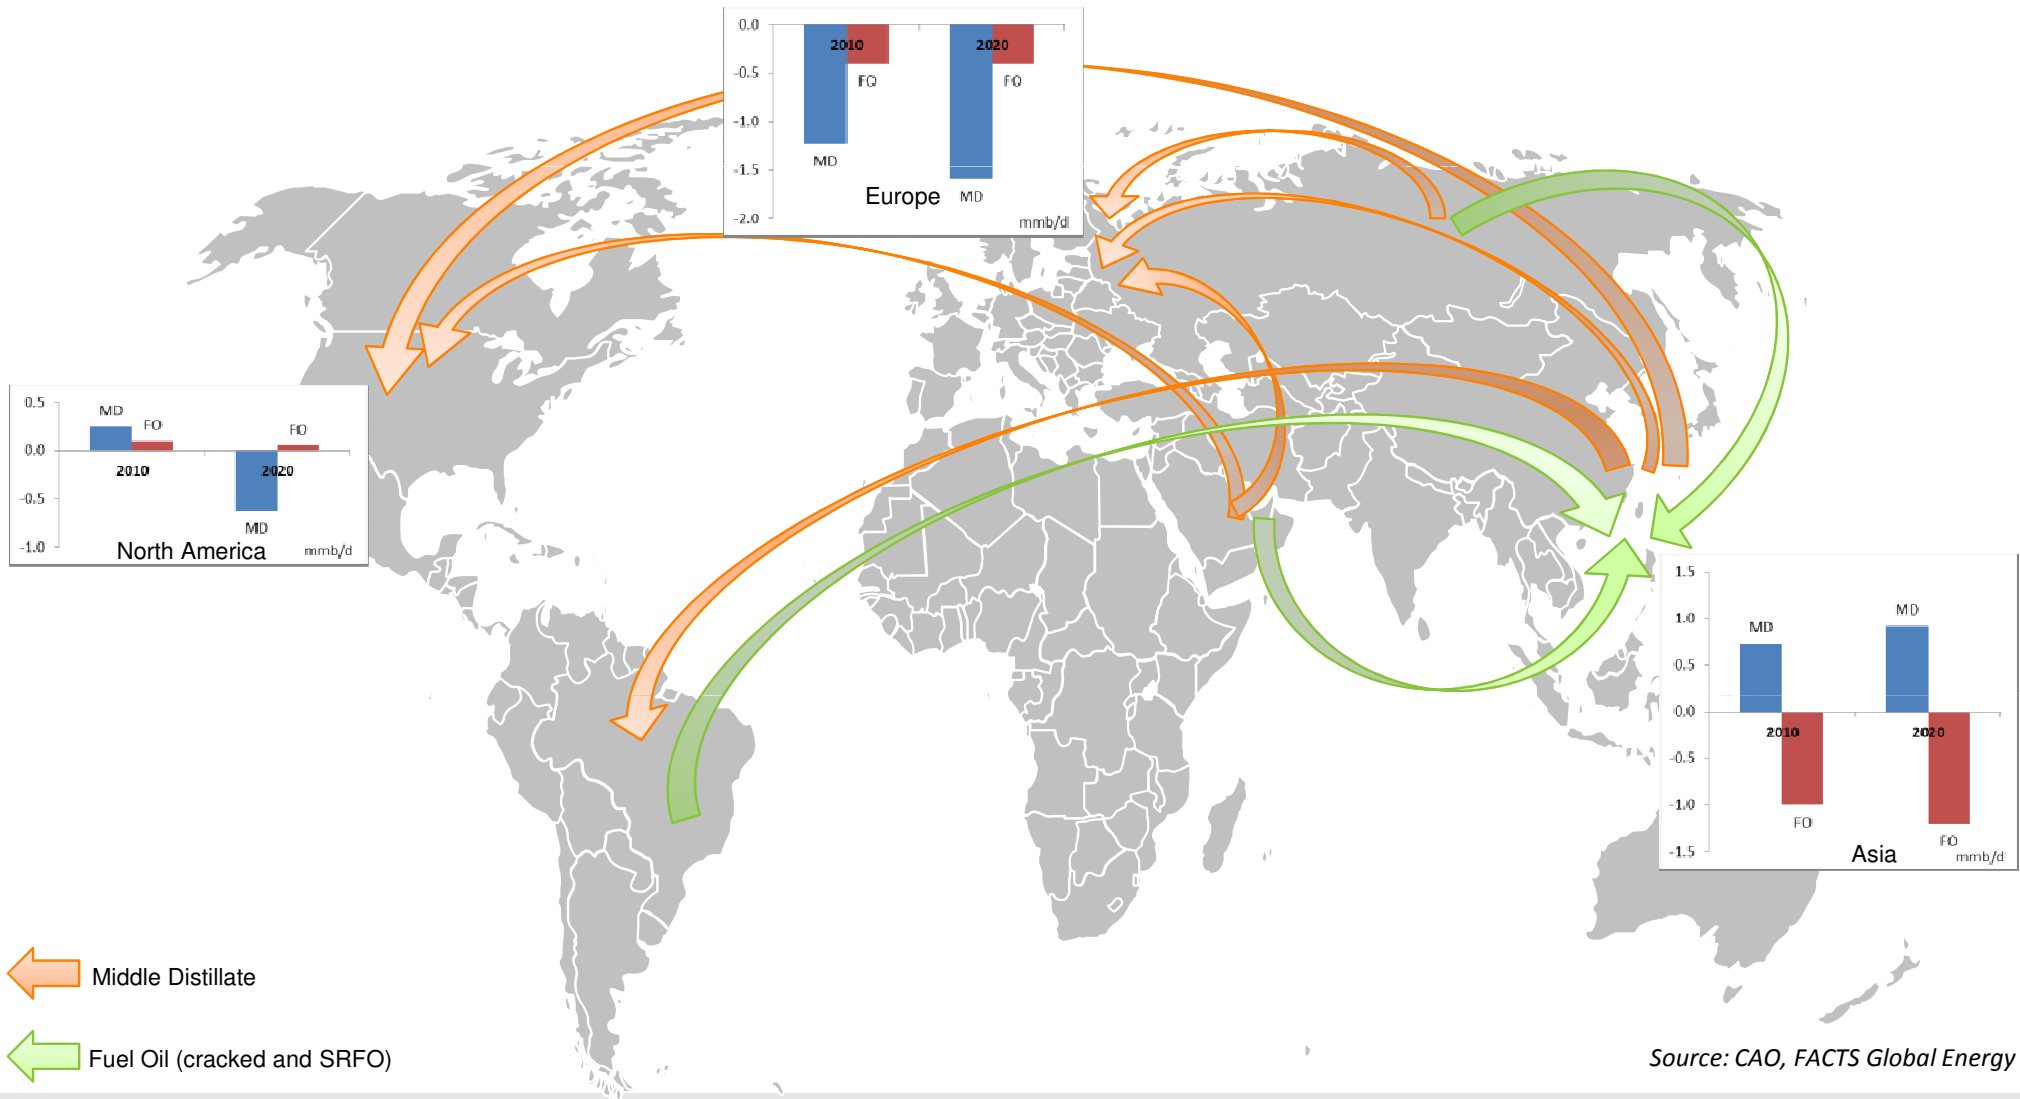 0.0
-0.5
-1.0
-1.5
-2.0
2010
2020
FO
FO
MD
MD
Europe
mmb/d
0.5
0.0
-0.5
-1.0
MD
FO
FO
2010
2020
MD
North America
mmb/d
1.5
1.0
0.5
0.0
-0.5
-1.0
-1.5
MD
MD
2010
2020
FO
FO
Asia
mmb/d
Middle Distillate
Fuel Oil (cracked and SRFO)
Source: CAO, FACTS Global Energy